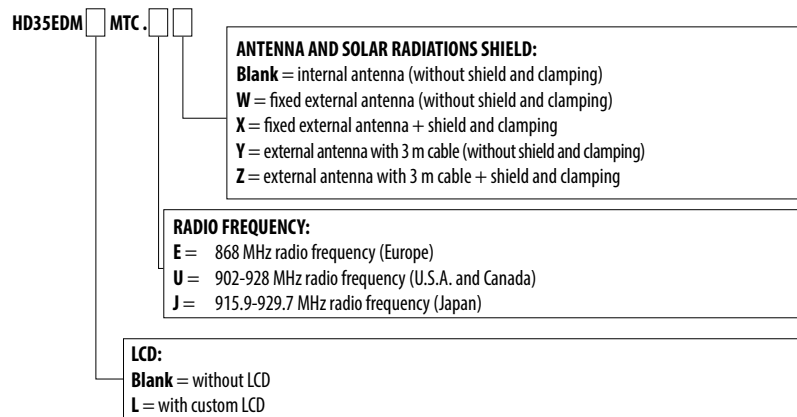 HD35EDM MTC.
ANTENNA AND SOLAR RADIATIONS SHIELD:
Blank = internal antenna (without shield and clamping)
W = fixed external antenna (without shield and clamping)
X = fixed external antenna + shield and clamping
Y = external antenna with 3 m cable (without shield and clamping)
Z = external antenna with 3 m cable + shield and clamping
RADIO FREQUENCY:
E = 868 MHz radio frequency (Europe)
U = 902-928 MHz radio frequency (U.S.A. and Canada)
J = 915.9-929.7 MHz radio frequency (Japan)
LCD:
Blank = without LCD
L = with custom LCD